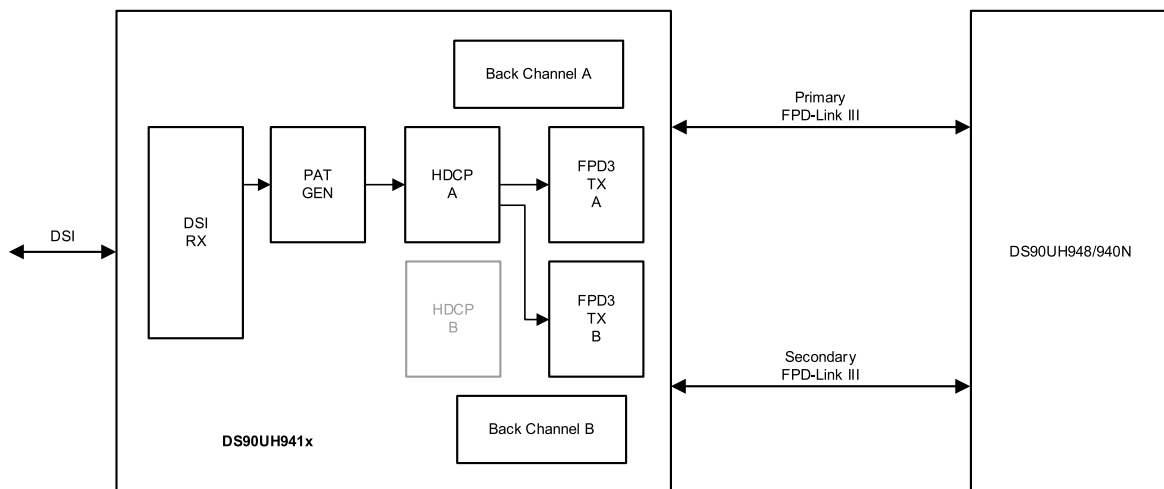 Back Channel A
Primary
FPD-Link III
PAT
GEN
HDCP
A
FPD3
TX
A
DSI
RX
DSI
DS90UH948/940N
HDCP
B
FPD3
TX
B
Secondary
FPD-Link III
Back Channel B
DS90UH941x